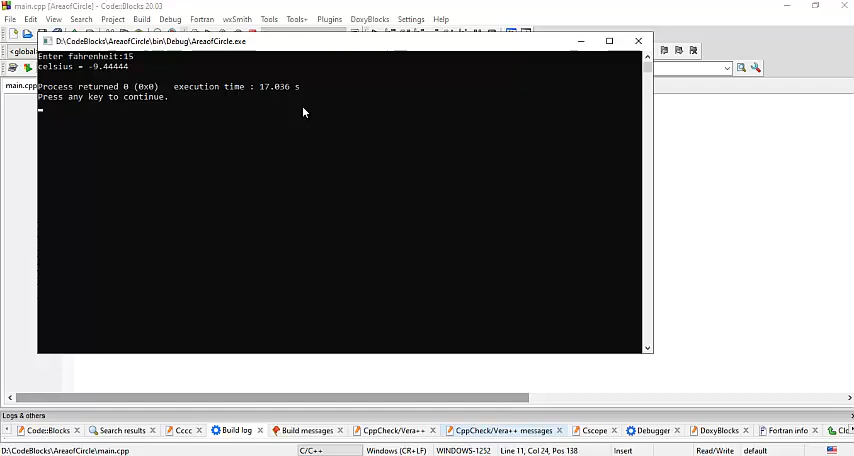 main.cpp [AreaofCircle] - Code::Blocks 20.03
File Edit View Search Project Build Debug Fortran wxSmith Tools Tools+ Plugins DoxyBlocks Settings Help
D:\CodeBlocks\AreaofCircle\bin\Debug\AreaofCircle.exe
<global>
main.cpp
Enter fahrenheit:15
celsius = -9.44444
Process returned 0 (0x0) execution time : 17.036 s
Press any key to continue.
Logs & others
Code::Blocks Search results Cccc Build log Build messages CppCheck/Vera++ CppCheck/Vera++ messages Cscope Debugger DoxyBlocks Fortran info Clo
D:\CodeBlocks\AreaofCircle\main.cpp C/C++ Windows (CR+LF) WINDOWS-1252 Line 11, Col 24, Pos 138 Insert Read/Write default